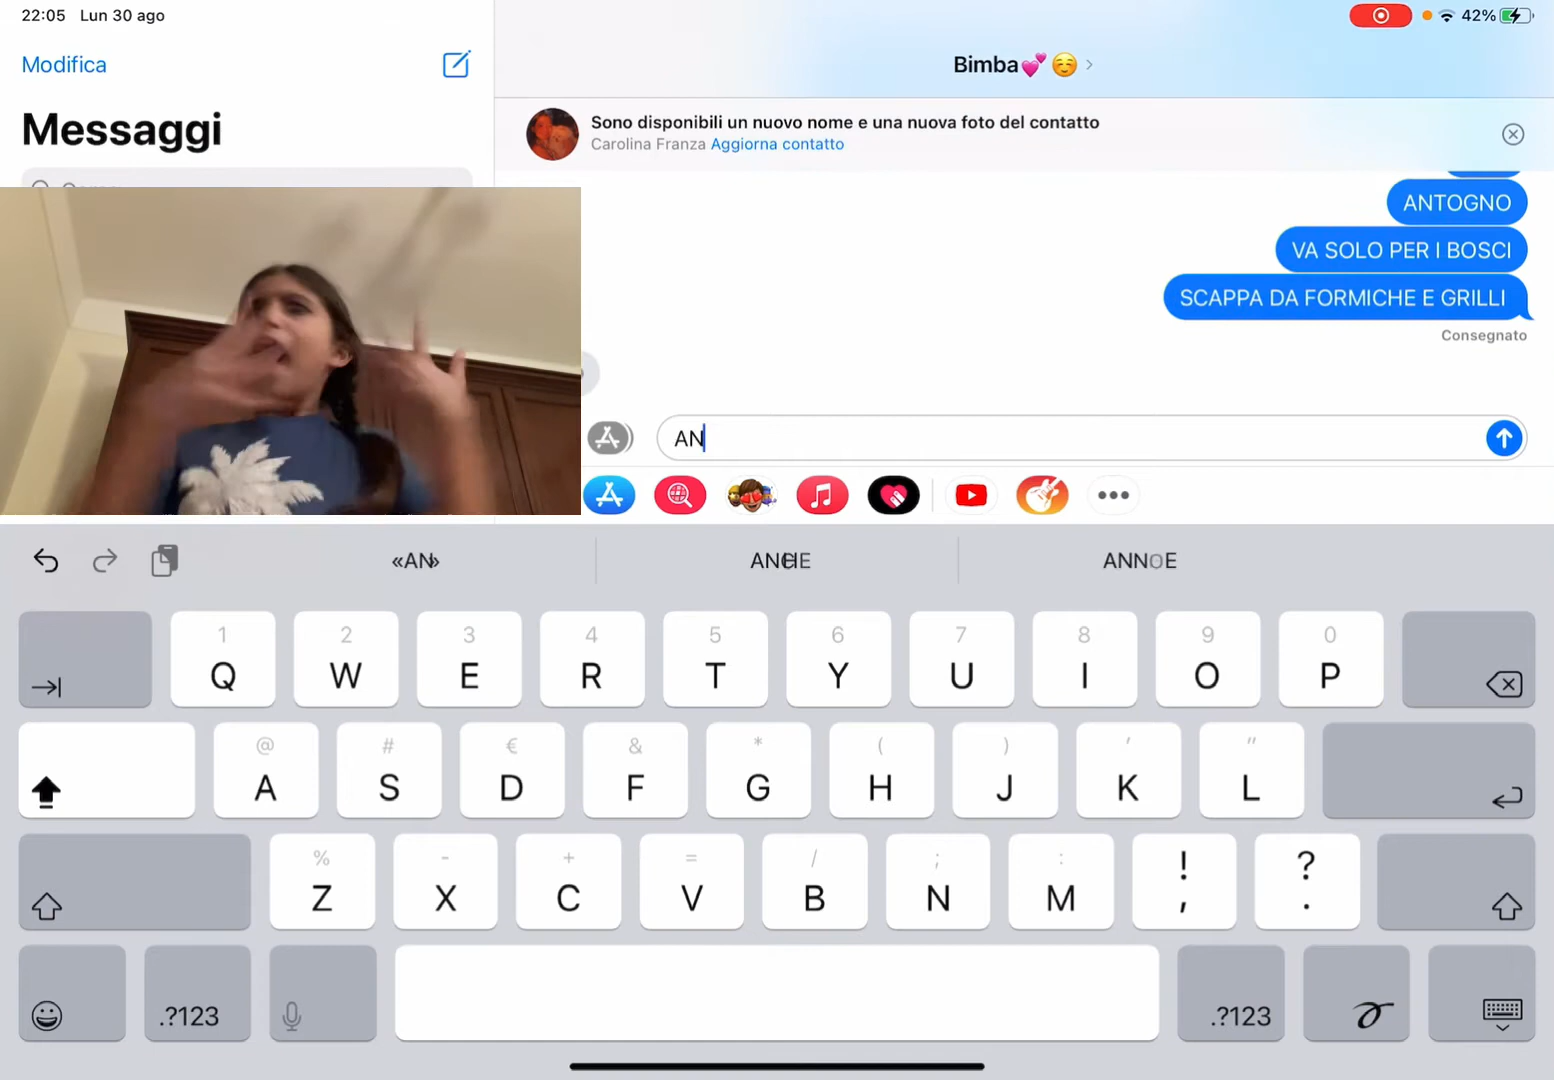 22:05 Lun 30 ago
42%
Modifica
Bimba💕☺️ >
Messaggi
Sono disponibili un nuovo nome e una nuova foto del contatto
Carolina Franza Aggiorna contatto
ANTOGNO
VA SOLO PER I BOSCI
SCAPPA DA FORMICHE E GRILLI
Consegnato
AN
«AN»
1 2 3 4 5 6 7 8 9 0
Q W E R T Y U I O P
@ # € & * ( ) ' "
A S D F G H J K L
% - + = / ; : ! ?
Z X C V B N M , .
.?123 .?123